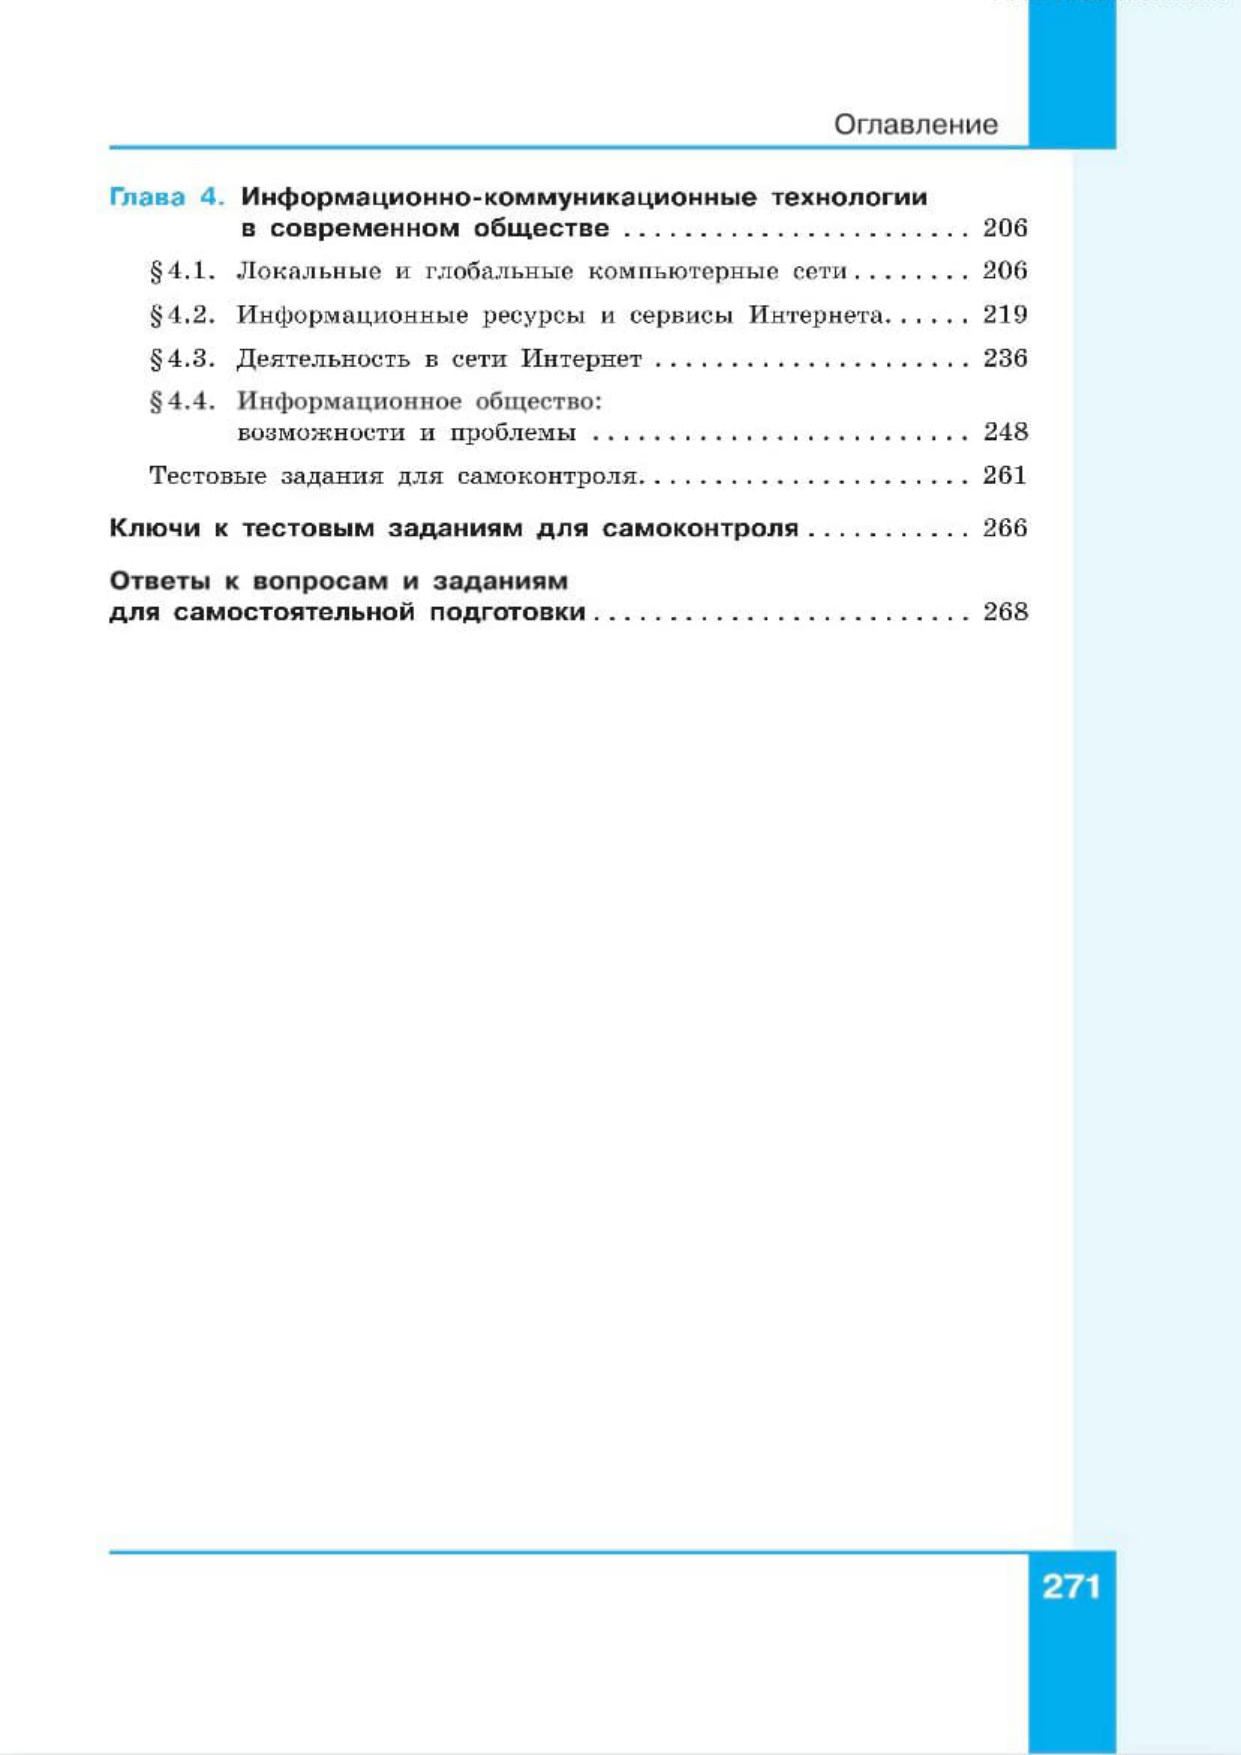 Оглавление
Глава 4. Информационно-коммуникационные технологии
в современном обществе ....................... 206
§ 4.1. Локальные и глобальные компьютерные сети........ 206
§ 4.2. Информационные ресурсы и сервисы Интернета...... 219
§ 4.3. Деятельность в сети Интернет ..................... 236
§ 4.4. Информационное общество:
возможности и проблемы ......................... 248
Тестовые задания для самоконтроля...................... 261
Ключи к тестовым заданиям для самоконтроля ........... 266
Ответы к вопросам и заданиям
для самостоятельной подготовки ......................... 268
271